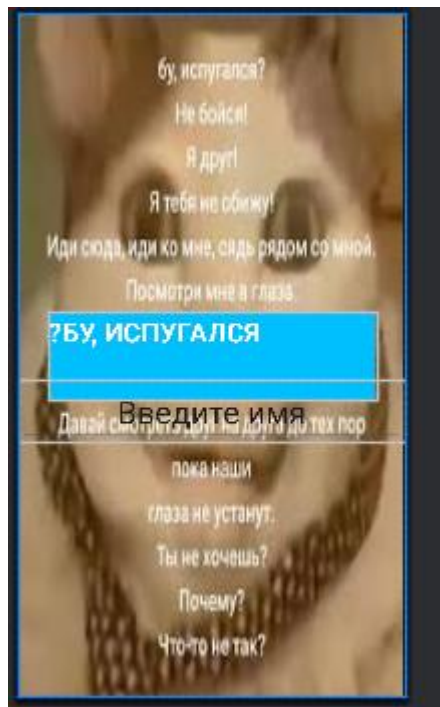 бу, испугался?
Не бойся!
Я друг!
Я тебя не обижу!
Иди сюда, иди ко мне, сядь рядом со мной.
Посмотри мне в глаза.
?БУ, ИСПУГАЛСЯ
Введите имя
Давай смотреть друг на друга до тех пор
пока наши
глаза не устанут.
Ты не хочешь?
Почему?
Что-то не так?